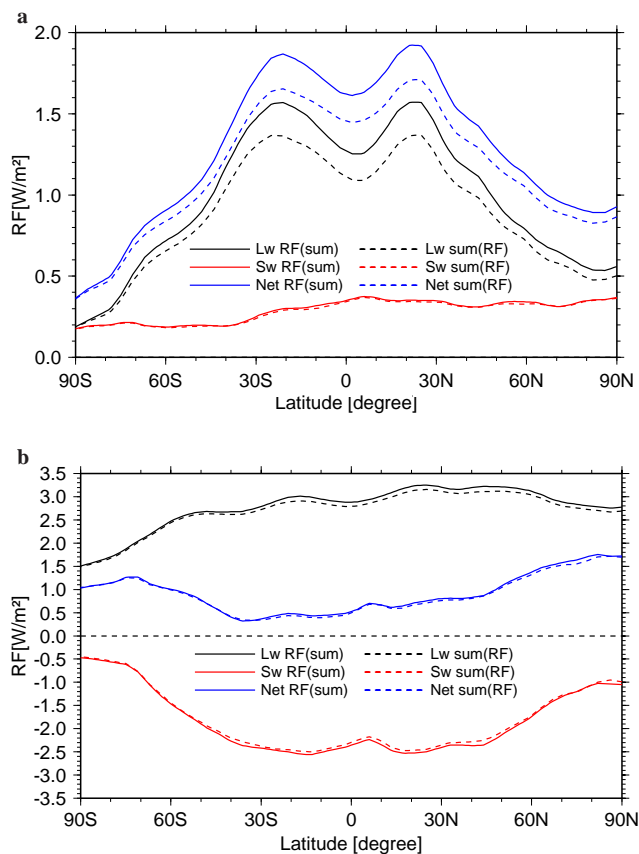 a
2.0
1.5
1.0
0.5
0.0
RF[W/m²]
Lw RF(sum)
Sw RF(sum)
Net RF(sum)
Lw sum(RF)
Sw sum(RF)
Net sum(RF)
90S 60S 30S 0 30N 60N 90N
Latitude [degree]
b
3.5
3.0
2.5
2.0
1.5
1.0
0.5
0.0
-0.5
-1.0
-1.5
-2.0
-2.5
-3.0
-3.5
RF[W/m²]
Lw RF(sum)
Sw RF(sum)
Net RF(sum)
Lw sum(RF)
Sw sum(RF)
Net sum(RF)
90S 60S 30S 0 30N 60N 90N
Latitude [degree]